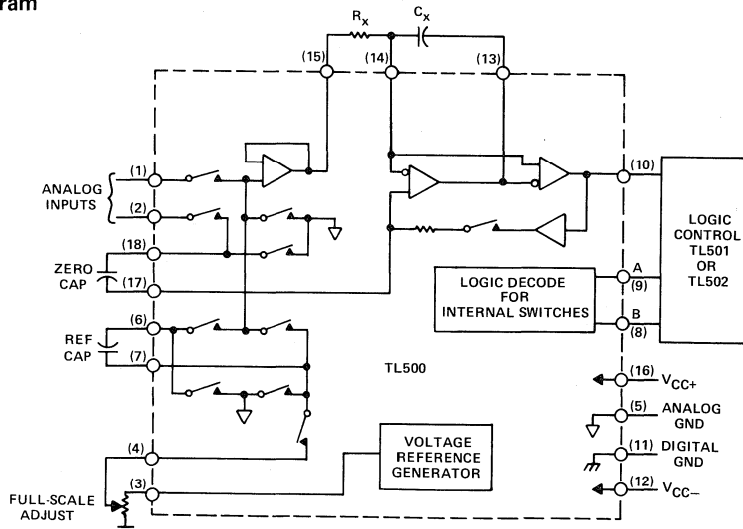 ram
Rx
Cx
(15)
(14)
(13)
(1)
(10)
ANALOG
INPUTS
(2)
LOGIC
CONTROL
TL501
OR
TL502
(18)
ZERO
CAP
(17)
LOGIC DECODE
FOR
INTERNAL SWITCHES
A
(9)
B
(8)
(6)
REF
CAP
(7)
TL500
(16)
VCC+
(5)
ANALOG
GND
VOLTAGE
REFERENCE
GENERATOR
(11)
DIGITAL
GND
(4)
(3)
(12)
VCC−
FULL-SCALE
ADJUST